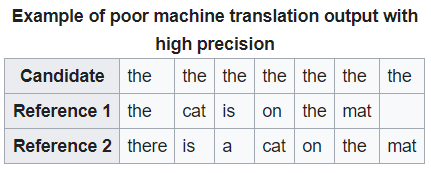 Example of poor machine translation output with
high precision
Candidate the the the the the the the
Reference 1 the cat is on the mat
Reference 2 there is a cat on the mat